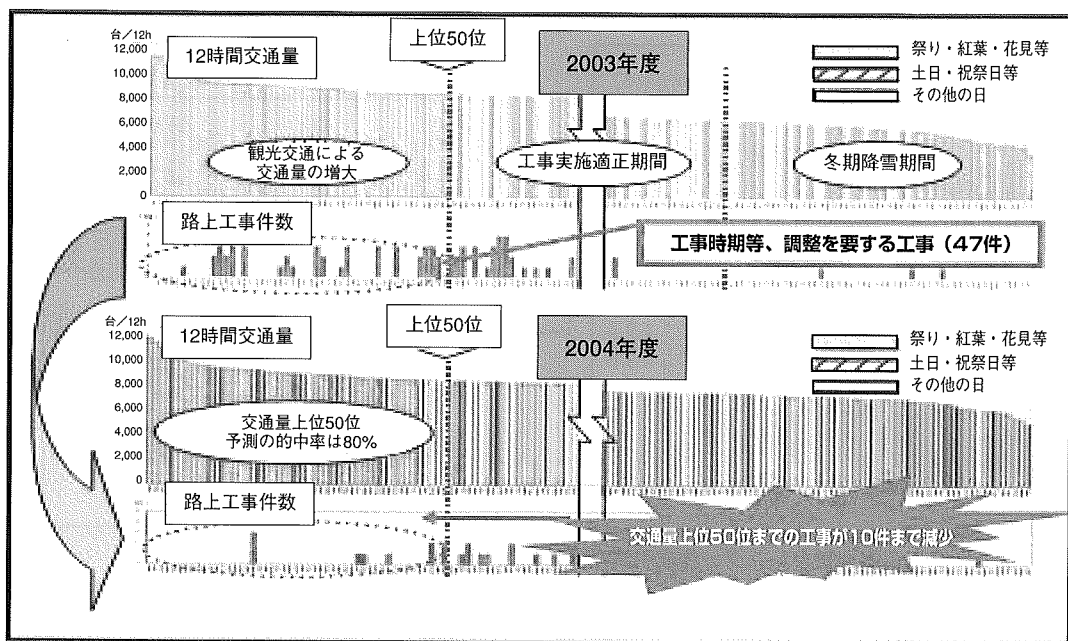 台／12h
12,000
10,000
8,000
6,000
4,000
2,000
0
12時間交通量
上位50位
2003年度
祭り・紅葉・花見等
土日・祝祭日等
その他の日
観光交通による
交通量の増大
工事実施適正期間
冬期降雪期間
路上工事件数
工事時期等、調整を要する工事（47件）
台／12h
12,000
10,000
8,000
6,000
4,000
2,000
0
12時間交通量
上位50位
2004年度
祭り・紅葉・花見等
土日・祝祭日等
その他の日
交通量上位50位
予測の的中率は80%
路上工事件数
交通量上位50位までの工事が10件まで減少